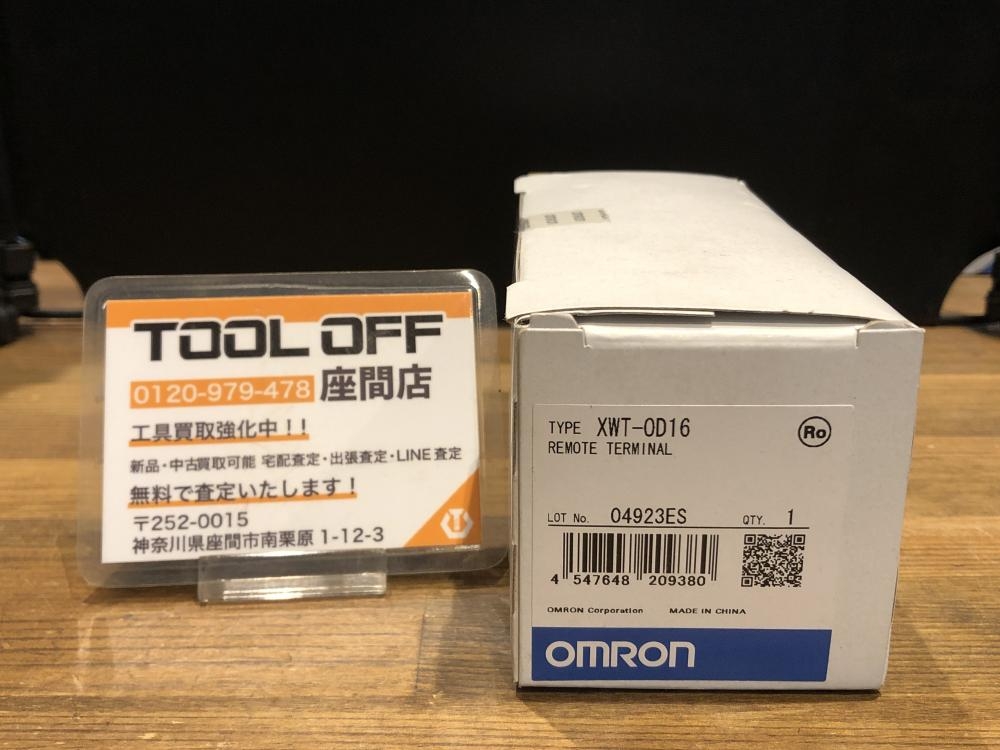 TOOL OFF
0120-979-478 座間店
工具買取強化中!!
新品・中古買取可能 宅配査定・出張査定・LINE査定
無料で査定いたします!
〒252-0015
神奈川県座間市南栗原 1-12-3
TYPE XWT-OD16
REMOTE TERMINAL
Ro
LOT No. 04923ES QTY. 1
4 547648 209380
OMRON Corporation MADE IN CHINA
OMRON